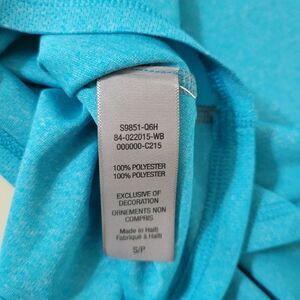 S9851-Q6H
84-022015-WB
000000-C215
100% POLYESTER
100% POLYESTER
EXCLUSIVE OF
DECORATION
ORNEMENTS NON
COMPRIS
Made in Haiti
Fabriqué à Haïti
S/P